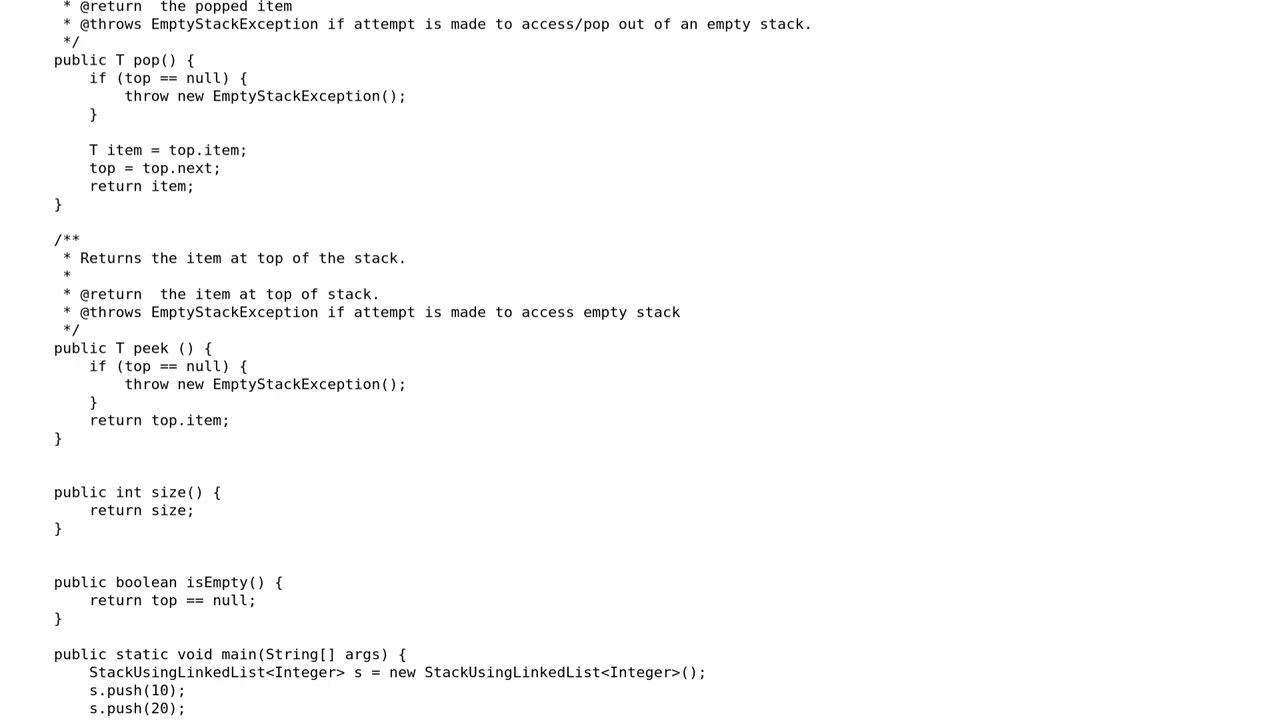 * @return  the popped item
 * @throws EmptyStackException if attempt is made to access/pop out of an empty stack.
 */
public T pop() {
    if (top == null) {
        throw new EmptyStackException();
    }

    T item = top.item;
    top = top.next;
    return item;
}

/**
 * Returns the item at top of the stack.
 *
 * @return  the item at top of stack.
 * @throws EmptyStackException if attempt is made to access empty stack
 */
public T peek () {
    if (top == null) {
        throw new EmptyStackException();
    }
    return top.item;
}


public int size() {
    return size;
}


public boolean isEmpty() {
    return top == null;
}

public static void main(String[] args) {
    StackUsingLinkedList<Integer> s = new StackUsingLinkedList<Integer>();
    s.push(10);
    s.push(20);